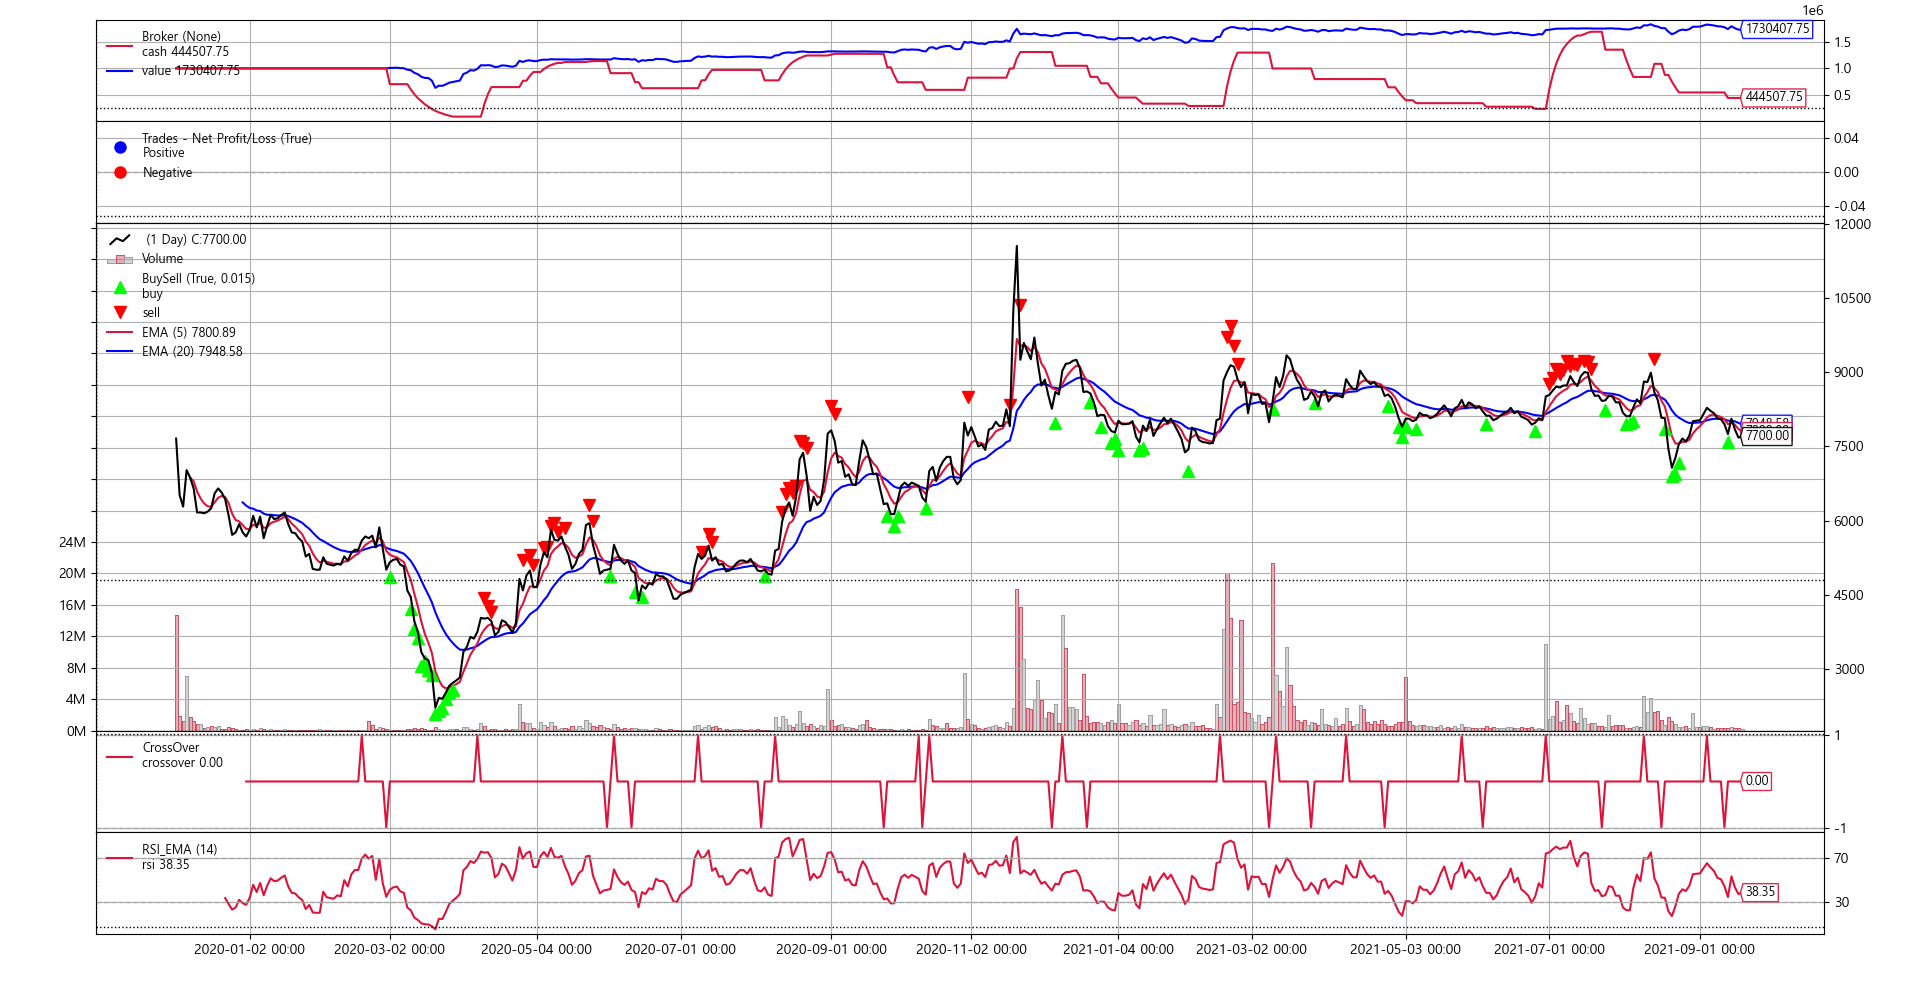 1e6
Broker (None)
cash 444507.75
value 1730407.75
1730407.75
444507.75
1.5
1.0
0.5
Trades - Net Profit/Loss (True)
Positive
Negative
0.04
0.00
-0.04
(1 Day) C:7700.00
Volume
BuySell (True, 0.015)
buy
sell
EMA (5) 7800.89
EMA (20) 7948.58
12000
10500
9000
7500
6000
4500
3000
7948.58
7700.00
24M
20M
16M
12M
8M
4M
0M
CrossOver
crossover 0.00
0.00
1
-1
RSI_EMA (14)
rsi 38.35
38.35
70
30
2020-01-02 00:00
2020-03-02 00:00
2020-05-04 00:00
2020-07-01 00:00
2020-09-01 00:00
2020-11-02 00:00
2021-01-04 00:00
2021-03-02 00:00
2021-05-03 00:00
2021-07-01 00:00
2021-09-01 00:00